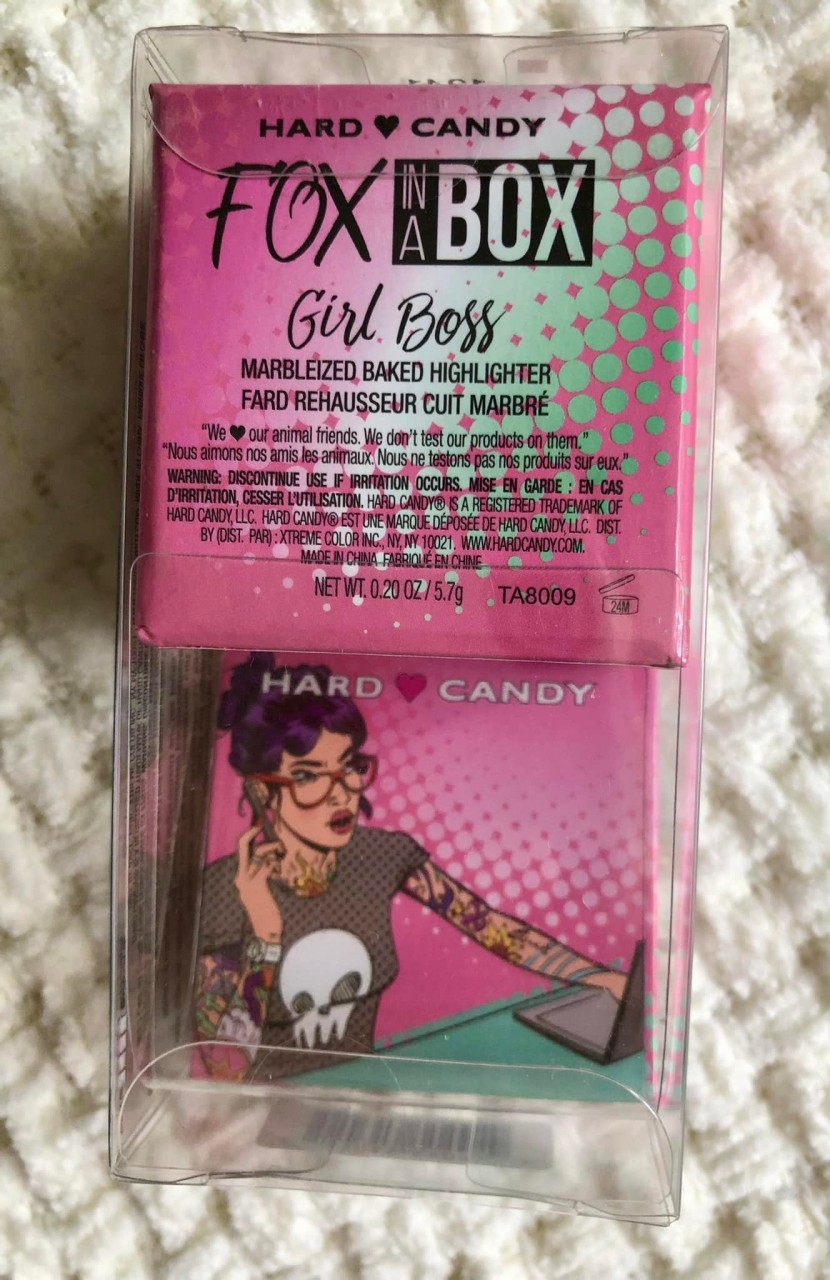 HARD ♥ CANDY
FOX IN A BOX
Girl Boss
MARBLEIZED BAKED HIGHLIGHTER
FARD REHAUSSEUR CUIT MARBRÉ
“We ♥ our animal friends. We don’t test our products on them.”
“Nous aimons nos amis les animaux. Nous ne testons pas nos produits sur eux.”
WARNING: DISCONTINUE USE IF IRRITATION OCCURS. MISE EN GARDE : EN CAS
D’IRRITATION, CESSER L’UTILISATION. HARD CANDY® IS A REGISTERED TRADEMARK OF
HARD CANDY, LLC. HARD CANDY® EST UNE MARQUE DÉPOSÉE DE HARD CANDY, LLC. DIST.
BY (DIST. PAR) : XTREME COLOR INC., NY, NY 10021. WWW.HARDCANDY.COM.
MADE IN CHINA. FABRIQUÉ EN CHINE.
NET WT. 0.20 OZ / 5.7g TA8009 24M
HARD ♥ CANDY